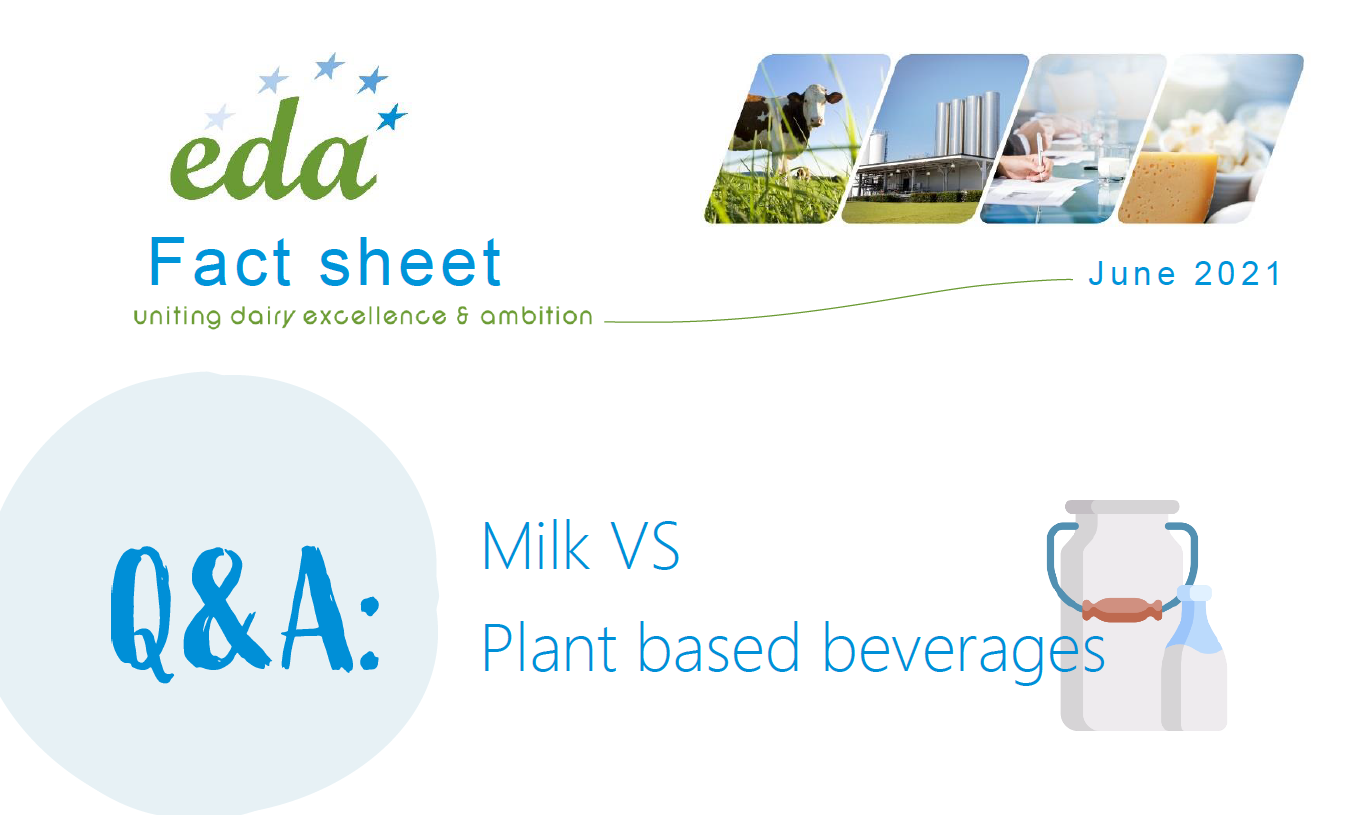 eda
Fact sheet
uniting dairy excellence & ambition
June 2021
Q&A:
Milk VS
Plant based beverages